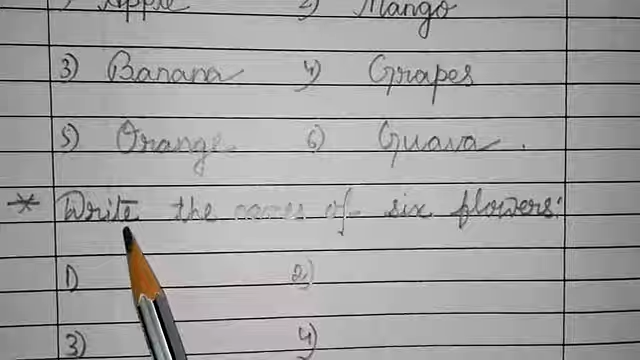 1) Apple 2) Mango
3) Banana 4) Grapes
5) Orange 6) Guava.
* Write the names of six flowers:
1) 2)
3) 4)